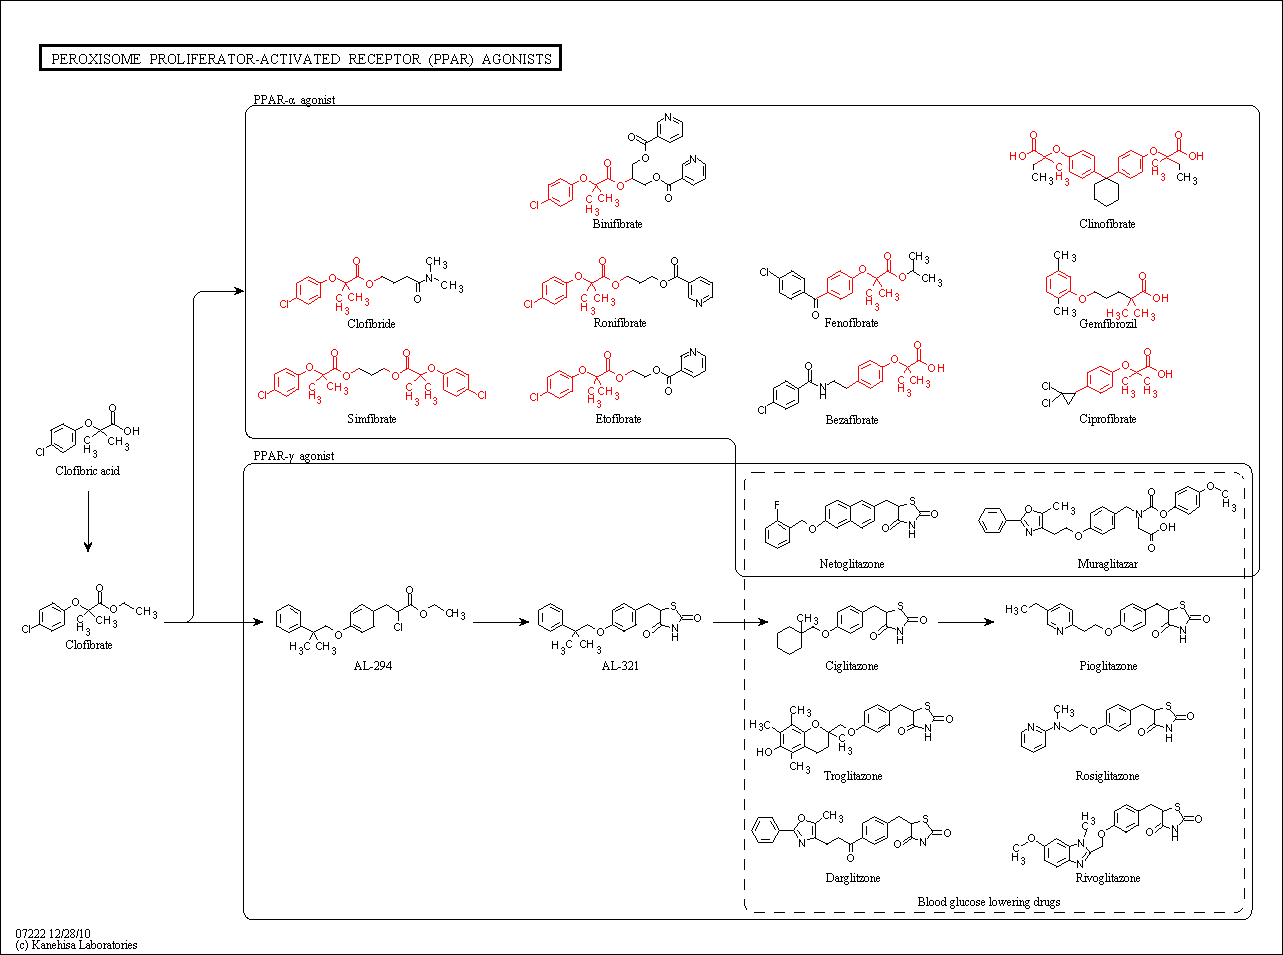 PEROXISOME PROLIFERATOR-ACTIVATED RECEPTOR (PPAR) AGONISTS
PPAR-α agonist
Binifibrate
Clinofibrate
Clofibride
Ronifibrate
Fenofibrate
Gemfibrozil
Simfibrate
Etofibrate
Bezafibrate
Ciprofibrate
Clofibric acid
PPAR-γ agonist
Netoglitazone
Muraglitazar
Clofibrate
AL-294
AL-321
Ciglitazone
Pioglitazone
Troglitazone
Rosiglitazone
Darglitzone
Rivoglitazone
Blood glucose lowering drugs
07222 12/28/10
(c) Kanehisa Laboratories